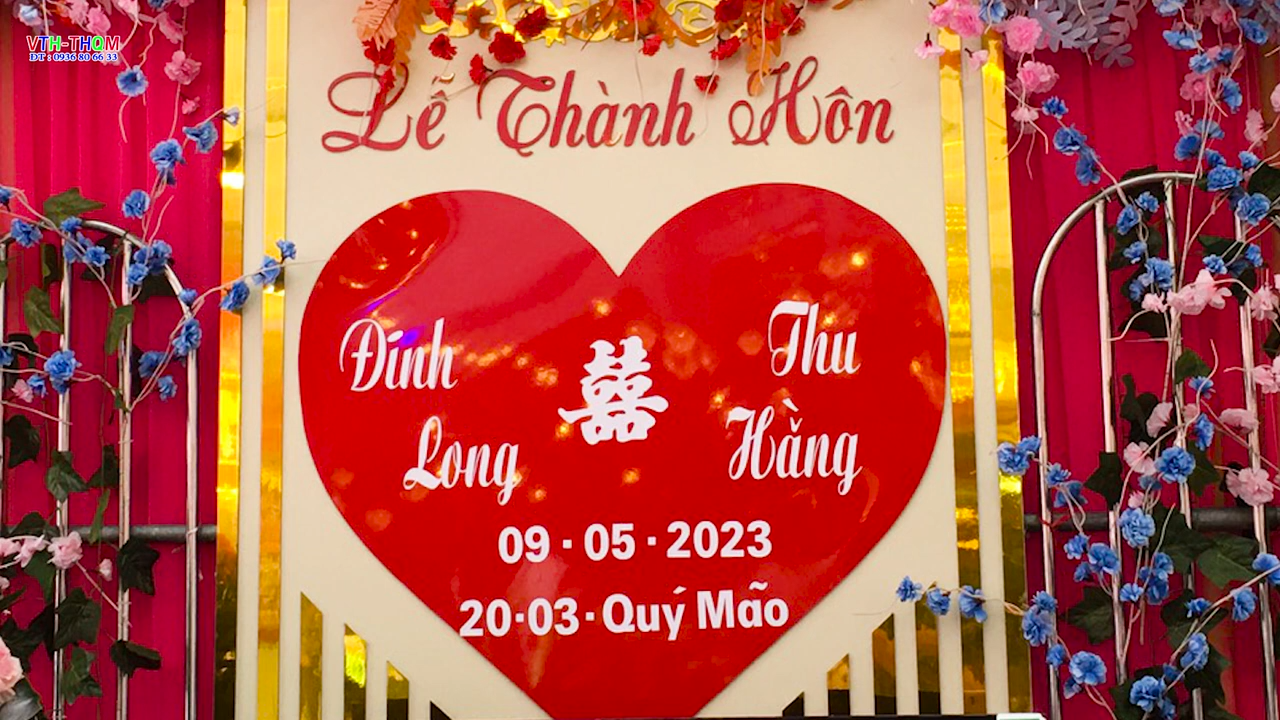 VTH-THQM
ĐT : 0936 80 66 33
Lễ Thành Hôn
Đinh
Long
囍
Thu
Hằng
09 · 05 · 2023
20·03·Quý Mão